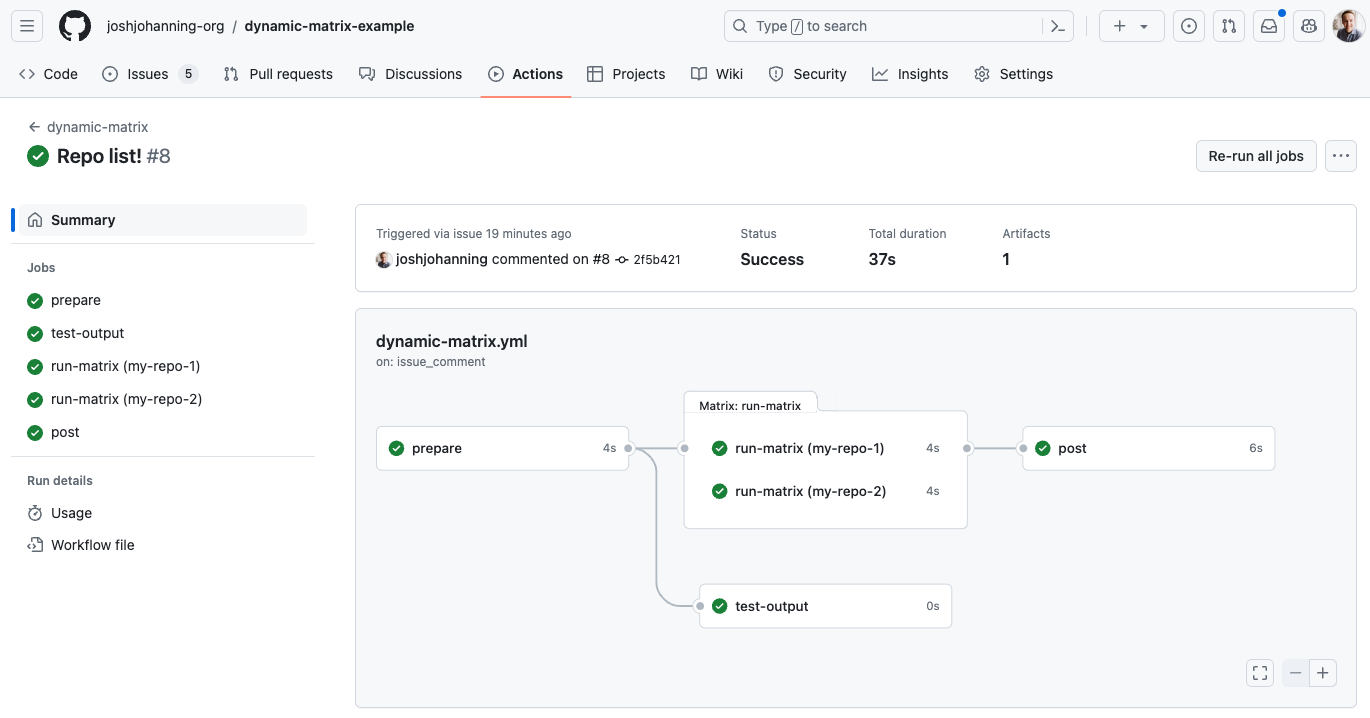 joshjohanning-org / dynamic-matrix-example
Type / to search
Code
Issues 5
Pull requests
Discussions
Actions
Projects
Wiki
Security
Insights
Settings
dynamic-matrix
Repo list! #8
Re-run all jobs
Summary
Jobs
prepare
test-output
run-matrix (my-repo-1)
run-matrix (my-repo-2)
post
Run details
Usage
Workflow file
Triggered via issue 19 minutes ago
joshjohanning commented on #8 2f5b421
Status
Success
Total duration
37s
Artifacts
1
dynamic-matrix.yml
on: issue_comment
prepare 4s
Matrix: run-matrix
run-matrix (my-repo-1) 4s
run-matrix (my-repo-2) 4s
post 6s
test-output 0s